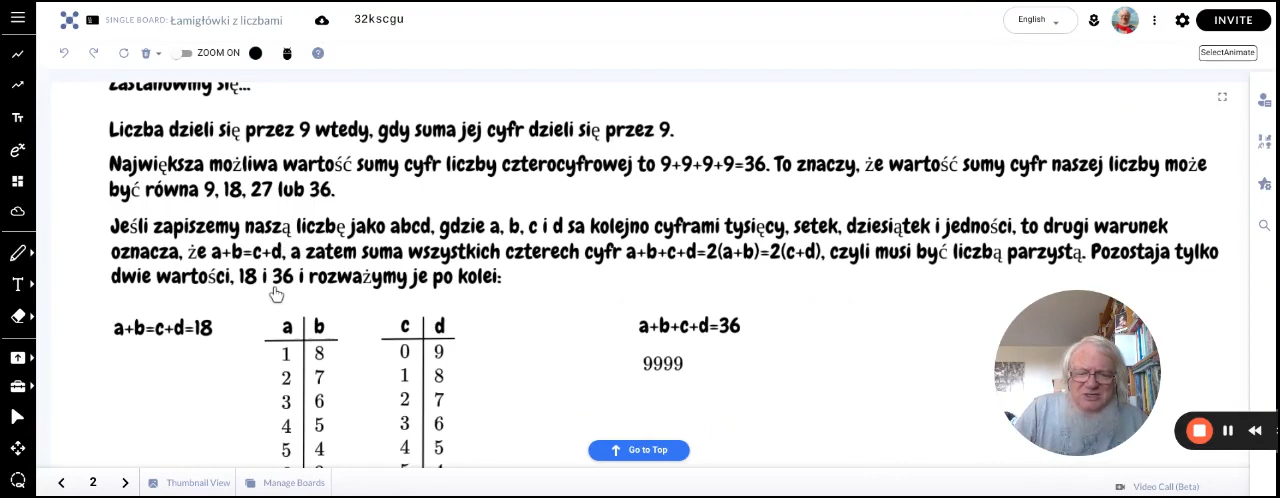 SINGLE BOARD: Łamigłówki z liczbami
32kscgu
English
INVITE
ZOOM ON
SelectAnimate
Zastanówmy się...
Liczba dzieli się przez 9 wtedy, gdy suma jej cyfr dzieli się przez 9.
Największa możliwa wartość sumy cyfr liczby czterocyfrowej to 9+9+9+9=36. To znaczy, że wartość sumy cyfr naszej liczby może
być równa 9, 18, 27 lub 36.
Jeśli zapiszemy naszą liczbę jako abcd, gdzie a, b, c i d sa kolejno cyframi tysięcy, setek, dziesiątek i jedności, to drugi warunek
oznacza, że a+b=c+d, a zatem suma wszystkich czterech cyfr a+b+c+d=2(a+b)=2(c+d), czyli musi być liczbą parzystą. Pozostaja tylko
dwie wartości, 18 i 36 i rozważymy je po kolei:
a+b=c+d=18
a b
1 8
2 7
3 6
4 5
5 4
c d
0 9
1 8
2 7
3 6
4 5
a+b+c+d=36
9999
Go to Top
2
Thumbnail View
Manage Boards
Video Call (Beta)